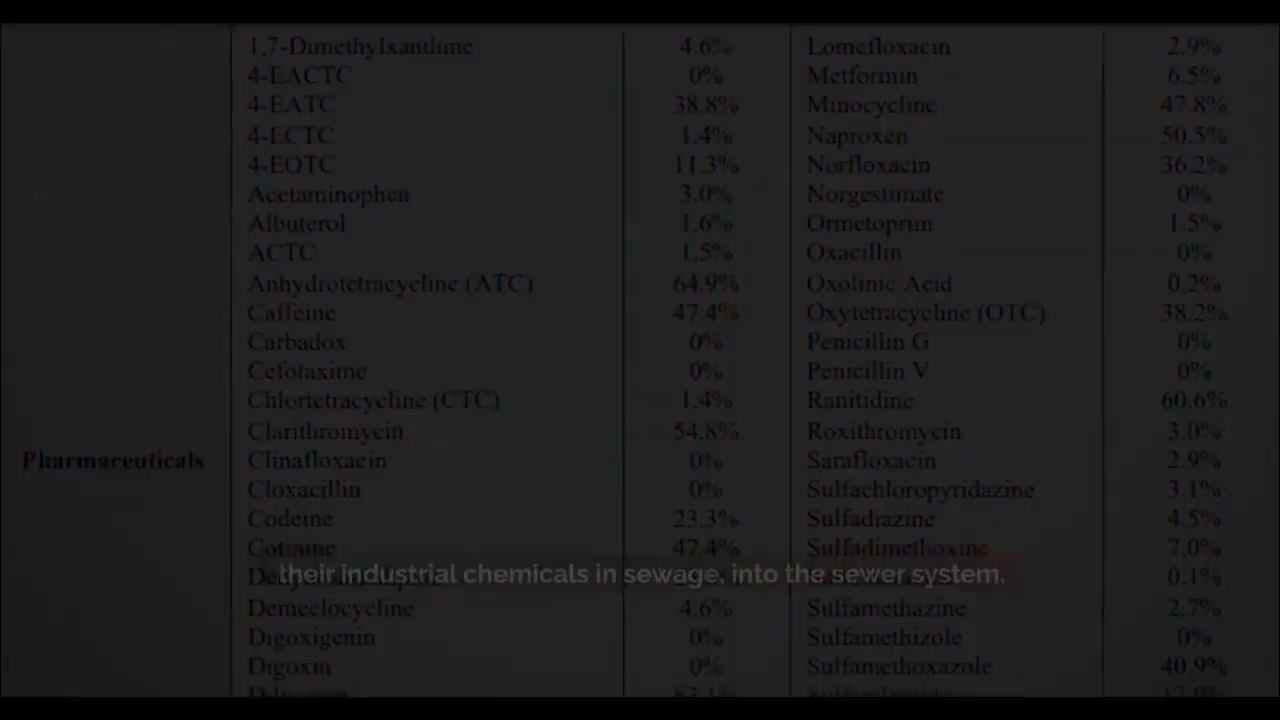 1,7-Dimethylxanthine 4.6% Lomefloxacin 2.9%
4-EACTC 0% Metformin 6.5%
4-EATC 38.8% Minocycline 47.8%
4-ECTC 1.4% Naproxen 50.5%
4-EOTC 11.3% Norfloxacin 36.2%
Acetaminophen 3.0% Norgestimate 0%
Albuterol 1.6% Ormetoprim 1.5%
ACTC 1.5% Oxacillin 0%
Anhydrotetracycline (ATC) 64.9% Oxolinic Acid 0.2%
Caffeine 47.4% Oxytetracycline (OTC) 38.2%
Carbadox 0% Penicillin G 0%
Cefotaxime 0% Penicillin V 0%
Chlortetracycline (CTC) 1.4% Ranitidine 60.6%
Clarithromycin 54.8% Roxithromycin 3.0%
Pharmaceuticals Clinafloxacin 0% Sarafloxacin 2.9%
Cloxacillin 0% Sulfachloropyridazine 3.1%
Codeine 23.3% Sulfadiazine 4.5%
Cotinine 47.4% Sulfadimethoxine 7.0%
their industrial chemicals in sewage, into the sewer system.
0.1%
Demeclocycline 4.6% Sulfamethazine 2.7%
Digoxigenin 0% Sulfamethizole 0%
Digoxin 0% Sulfamethoxazole 40.9%